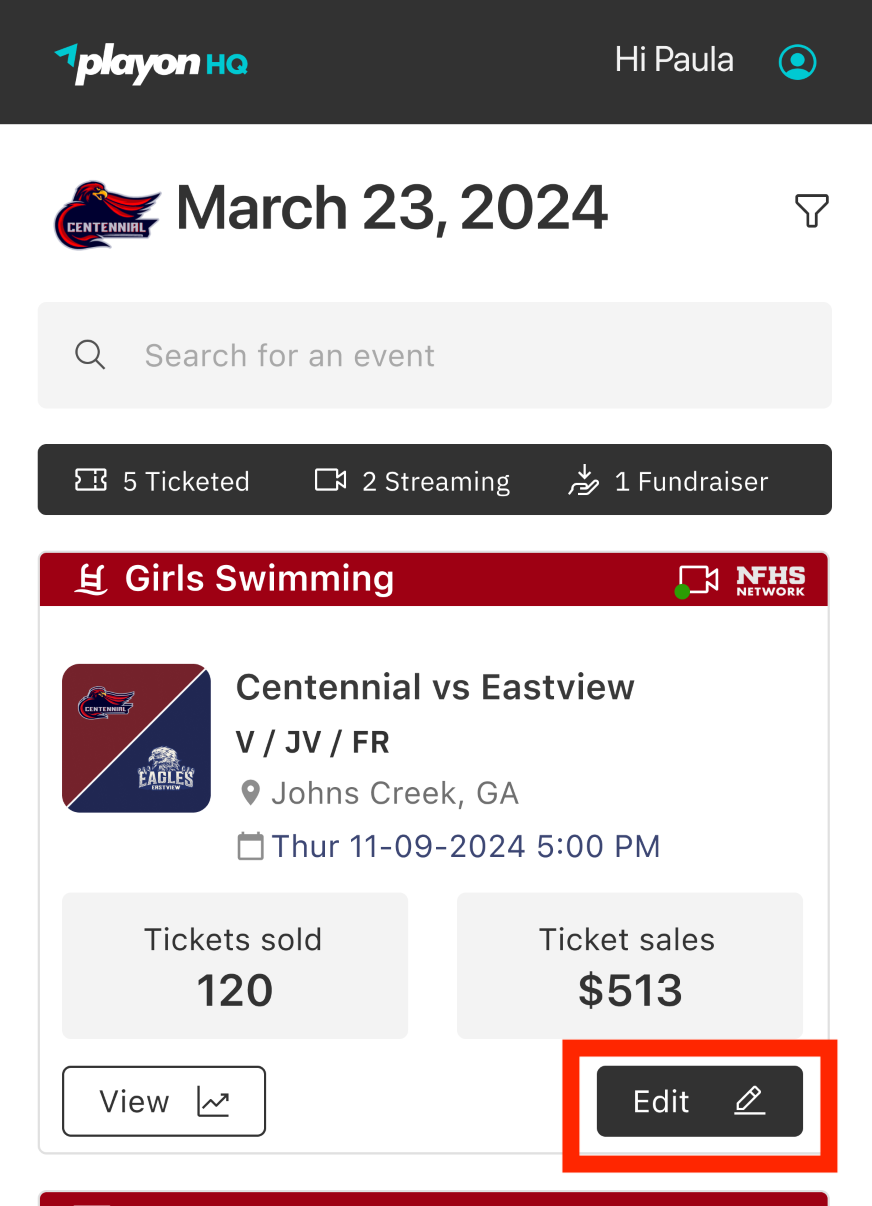 playon HQ
Hi Paula
CENTENNIAL
March 23, 2024
Search for an event
5 Ticketed
2 Streaming
1 Fundraiser
Girls Swimming
NFHS
NETWORK
CENTENNIAL
EAGLES
EASTVIEW
Centennial vs Eastview
V / JV / FR
Johns Creek, GA
Thur 11-09-2024 5:00 PM
Tickets sold
120
Ticket sales
$513
View
Edit